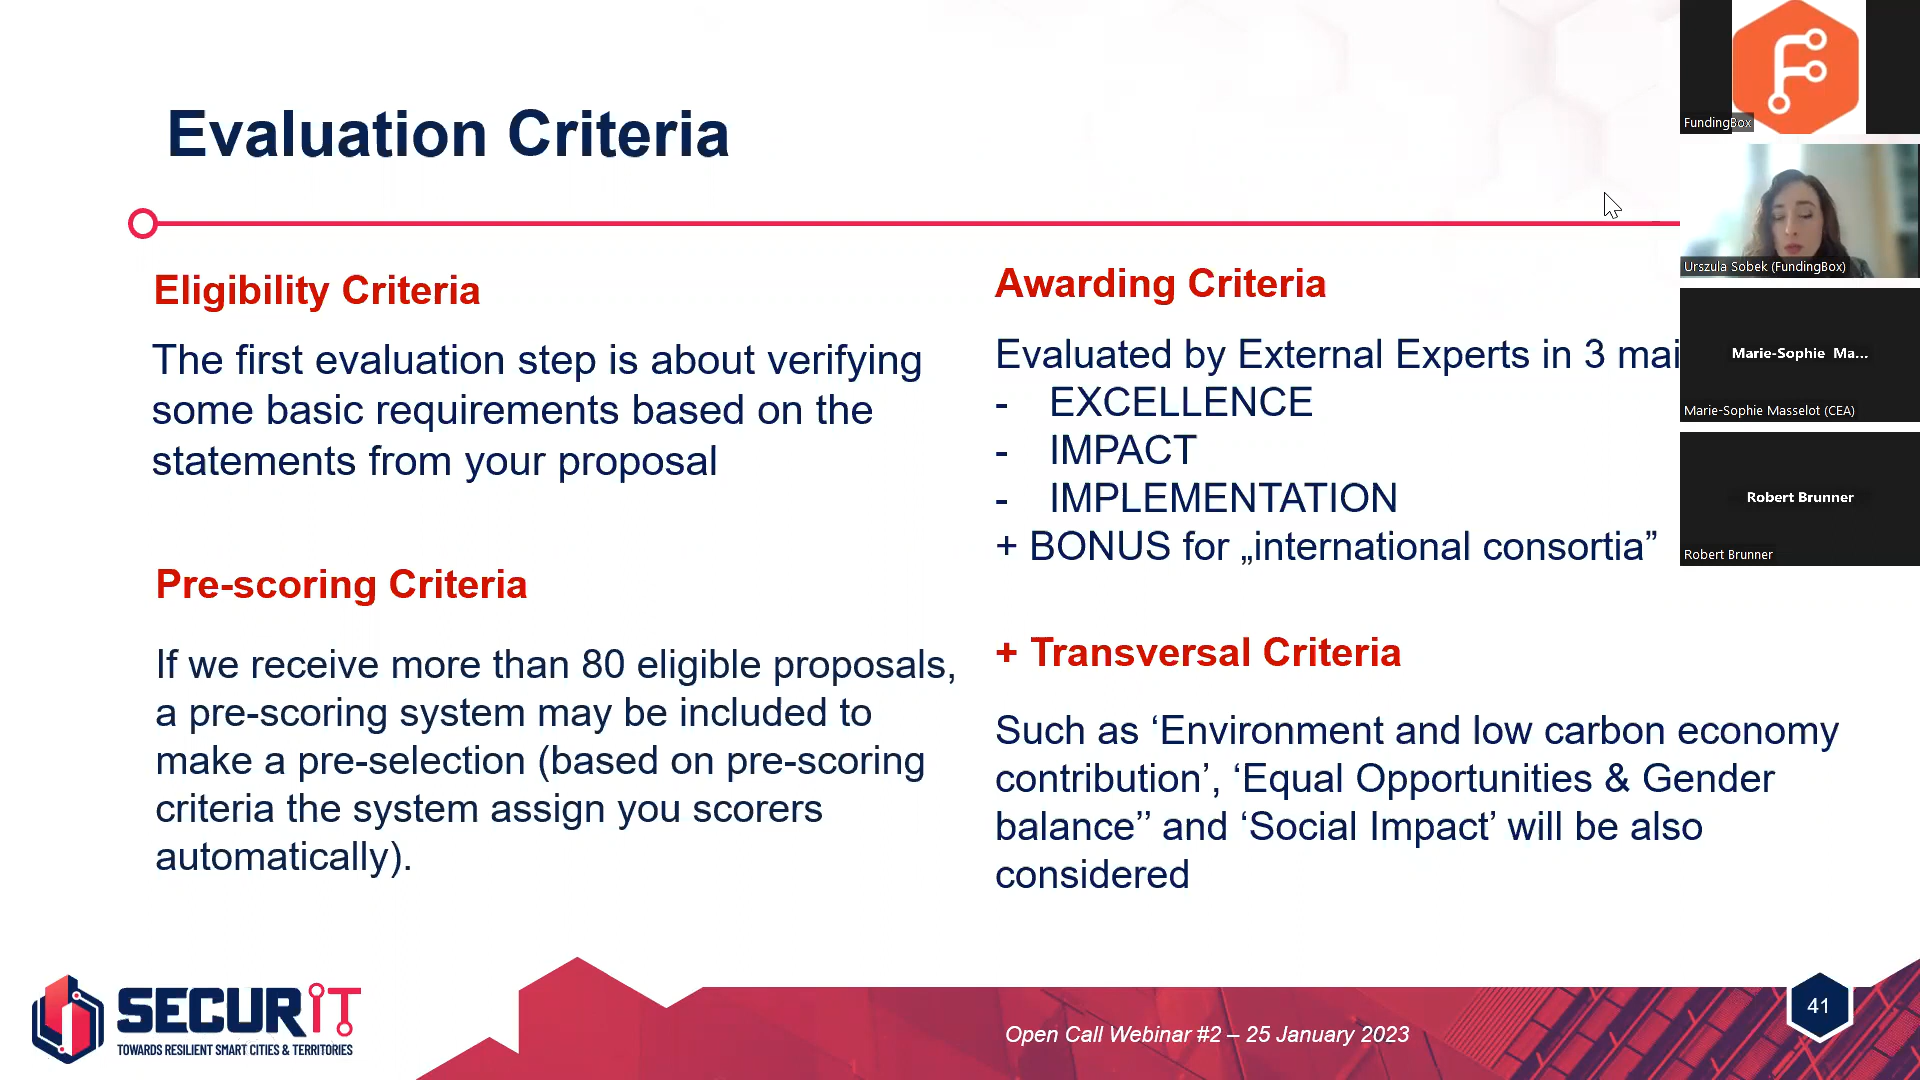 Evaluation Criteria
Eligibility Criteria
The first evaluation step is about verifying
some basic requirements based on the
statements from your proposal
Pre-scoring Criteria
If we receive more than 80 eligible proposals,
a pre-scoring system may be included to
make a pre-selection (based on pre-scoring
criteria the system assign you scorers
automatically).
Awarding Criteria
Evaluated by External Experts in 3 mai
- EXCELLENCE
- IMPACT
- IMPLEMENTATION
+ BONUS for „international consortia”
+ Transversal Criteria
Such as ‘Environment and low carbon economy
contribution’, ‘Equal Opportunities & Gender
balance’’ and ‘Social Impact’ will be also
considered
FundingBox
Urszula Sobek (FundingBox)
Marie-Sophie Ma...
Marie-Sophie Masselot (CEA)
Robert Brunner
Robert Brunner
SECURIT
TOWARDS RESILIENT SMART CITIES & TERRITORIES
Open Call Webinar #2 – 25 January 2023
41